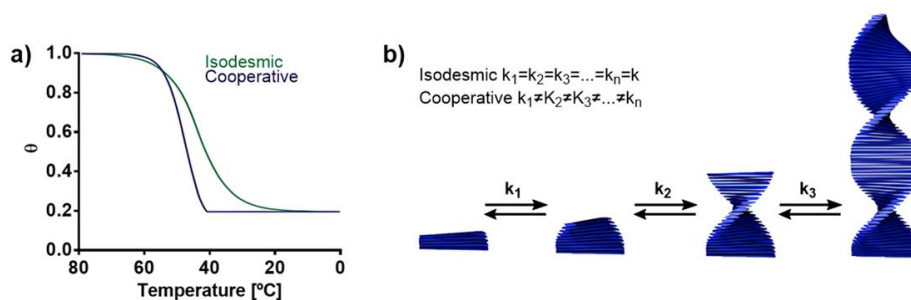 a)
1.0
0.8
0.6
0.4
0.2
0.0
θ
Isodesmic
Cooperative
80 60 40 20 0
Temperature [ºC]
b)
Isodesmic k₁=k₂=k₃=...=kₙ=k
Cooperative k₁≠K₂≠K₃≠...≠kₙ
k₁
k₂
k₃